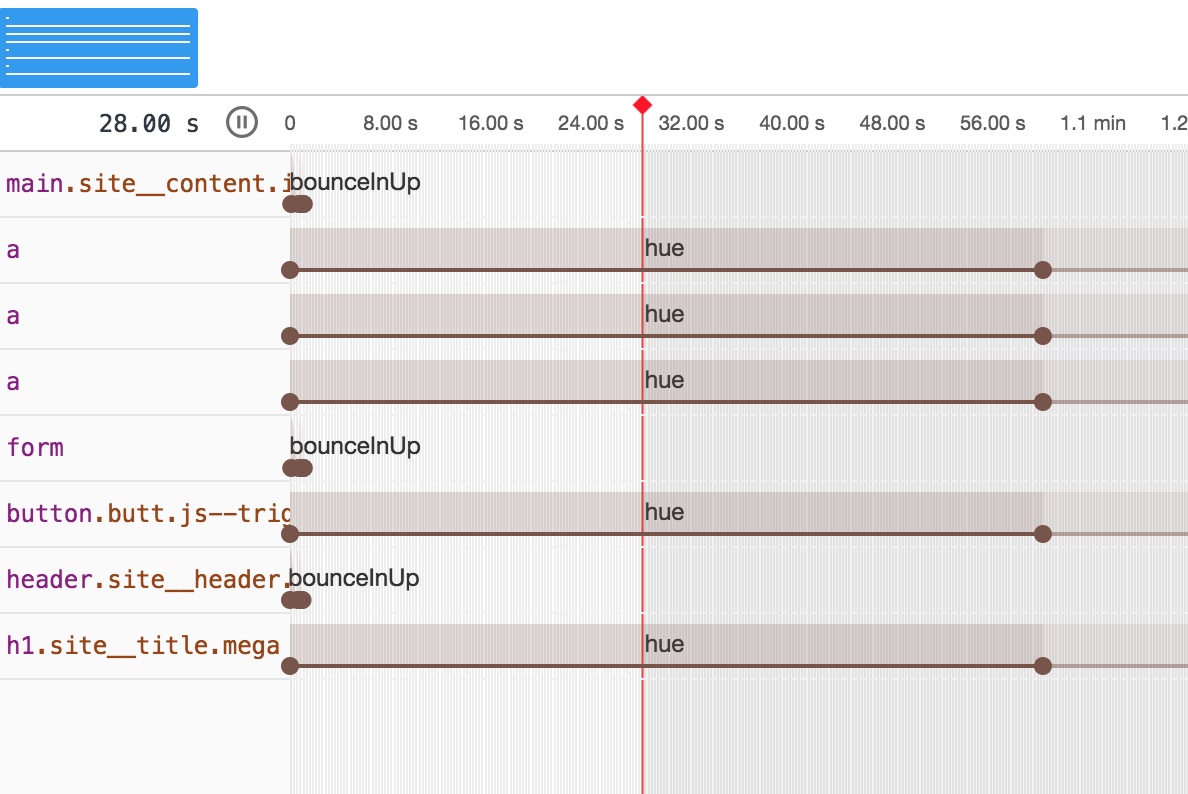 28.00 s 0 8.00 s 16.00 s 24.00 s 32.00 s 40.00 s 48.00 s 56.00 s 1.1 min 1.2
main.site__content.i bounceInUp
a hue
a hue
a hue
form bounceInUp
button.butt.js--trig hue
header.site__header. bounceInUp
h1.site__title.mega hue